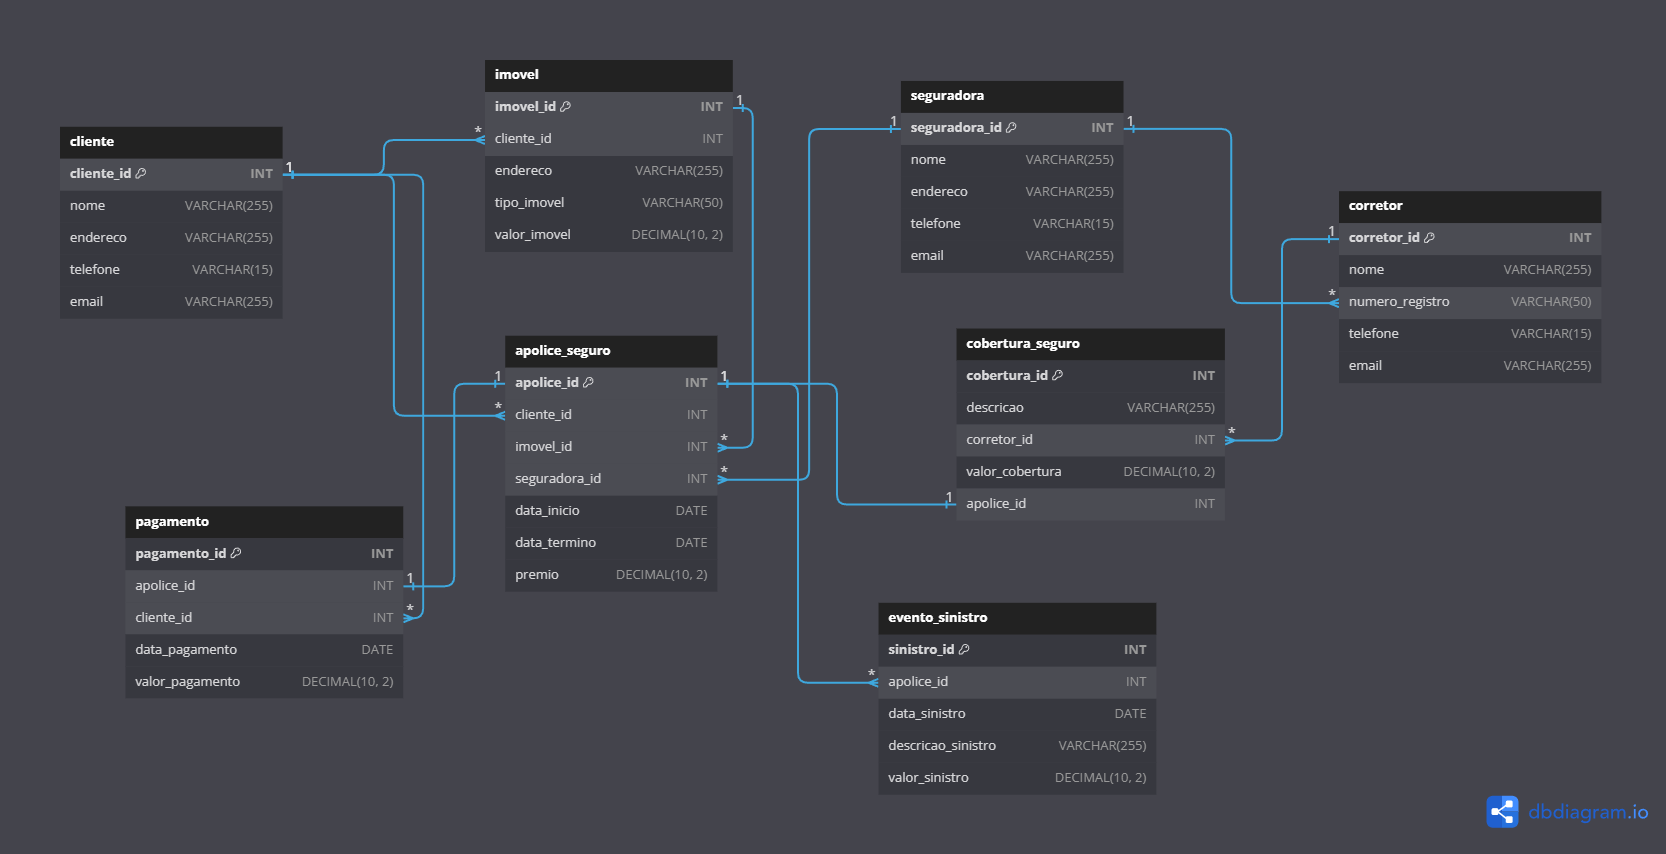 cliente
cliente_id INT
nome VARCHAR(255)
endereco VARCHAR(255)
telefone VARCHAR(15)
email VARCHAR(255)
1
imovel
imovel_id INT
cliente_id INT
endereco VARCHAR(255)
tipo_imovel VARCHAR(50)
valor_imovel DECIMAL(10, 2)
*
1
seguradora
seguradora_id INT
nome VARCHAR(255)
endereco VARCHAR(255)
telefone VARCHAR(15)
email VARCHAR(255)
1
1
corretor
corretor_id INT
nome VARCHAR(255)
numero_registro VARCHAR(50)
telefone VARCHAR(15)
email VARCHAR(255)
1
*
apolice_seguro
apolice_id INT
cliente_id INT
imovel_id INT
seguradora_id INT
data_inicio DATE
data_termino DATE
premio DECIMAL(10, 2)
1
*
1
*
*
cobertura_seguro
cobertura_id INT
descricao VARCHAR(255)
corretor_id INT
valor_cobertura DECIMAL(10, 2)
apolice_id INT
*
1
pagamento
pagamento_id INT
apolice_id INT
cliente_id INT
data_pagamento DATE
valor_pagamento DECIMAL(10, 2)
1
*
evento_sinistro
sinistro_id INT
apolice_id INT
data_sinistro DATE
descricao_sinistro VARCHAR(255)
valor_sinistro DECIMAL(10, 2)
*
dbdiagram.io